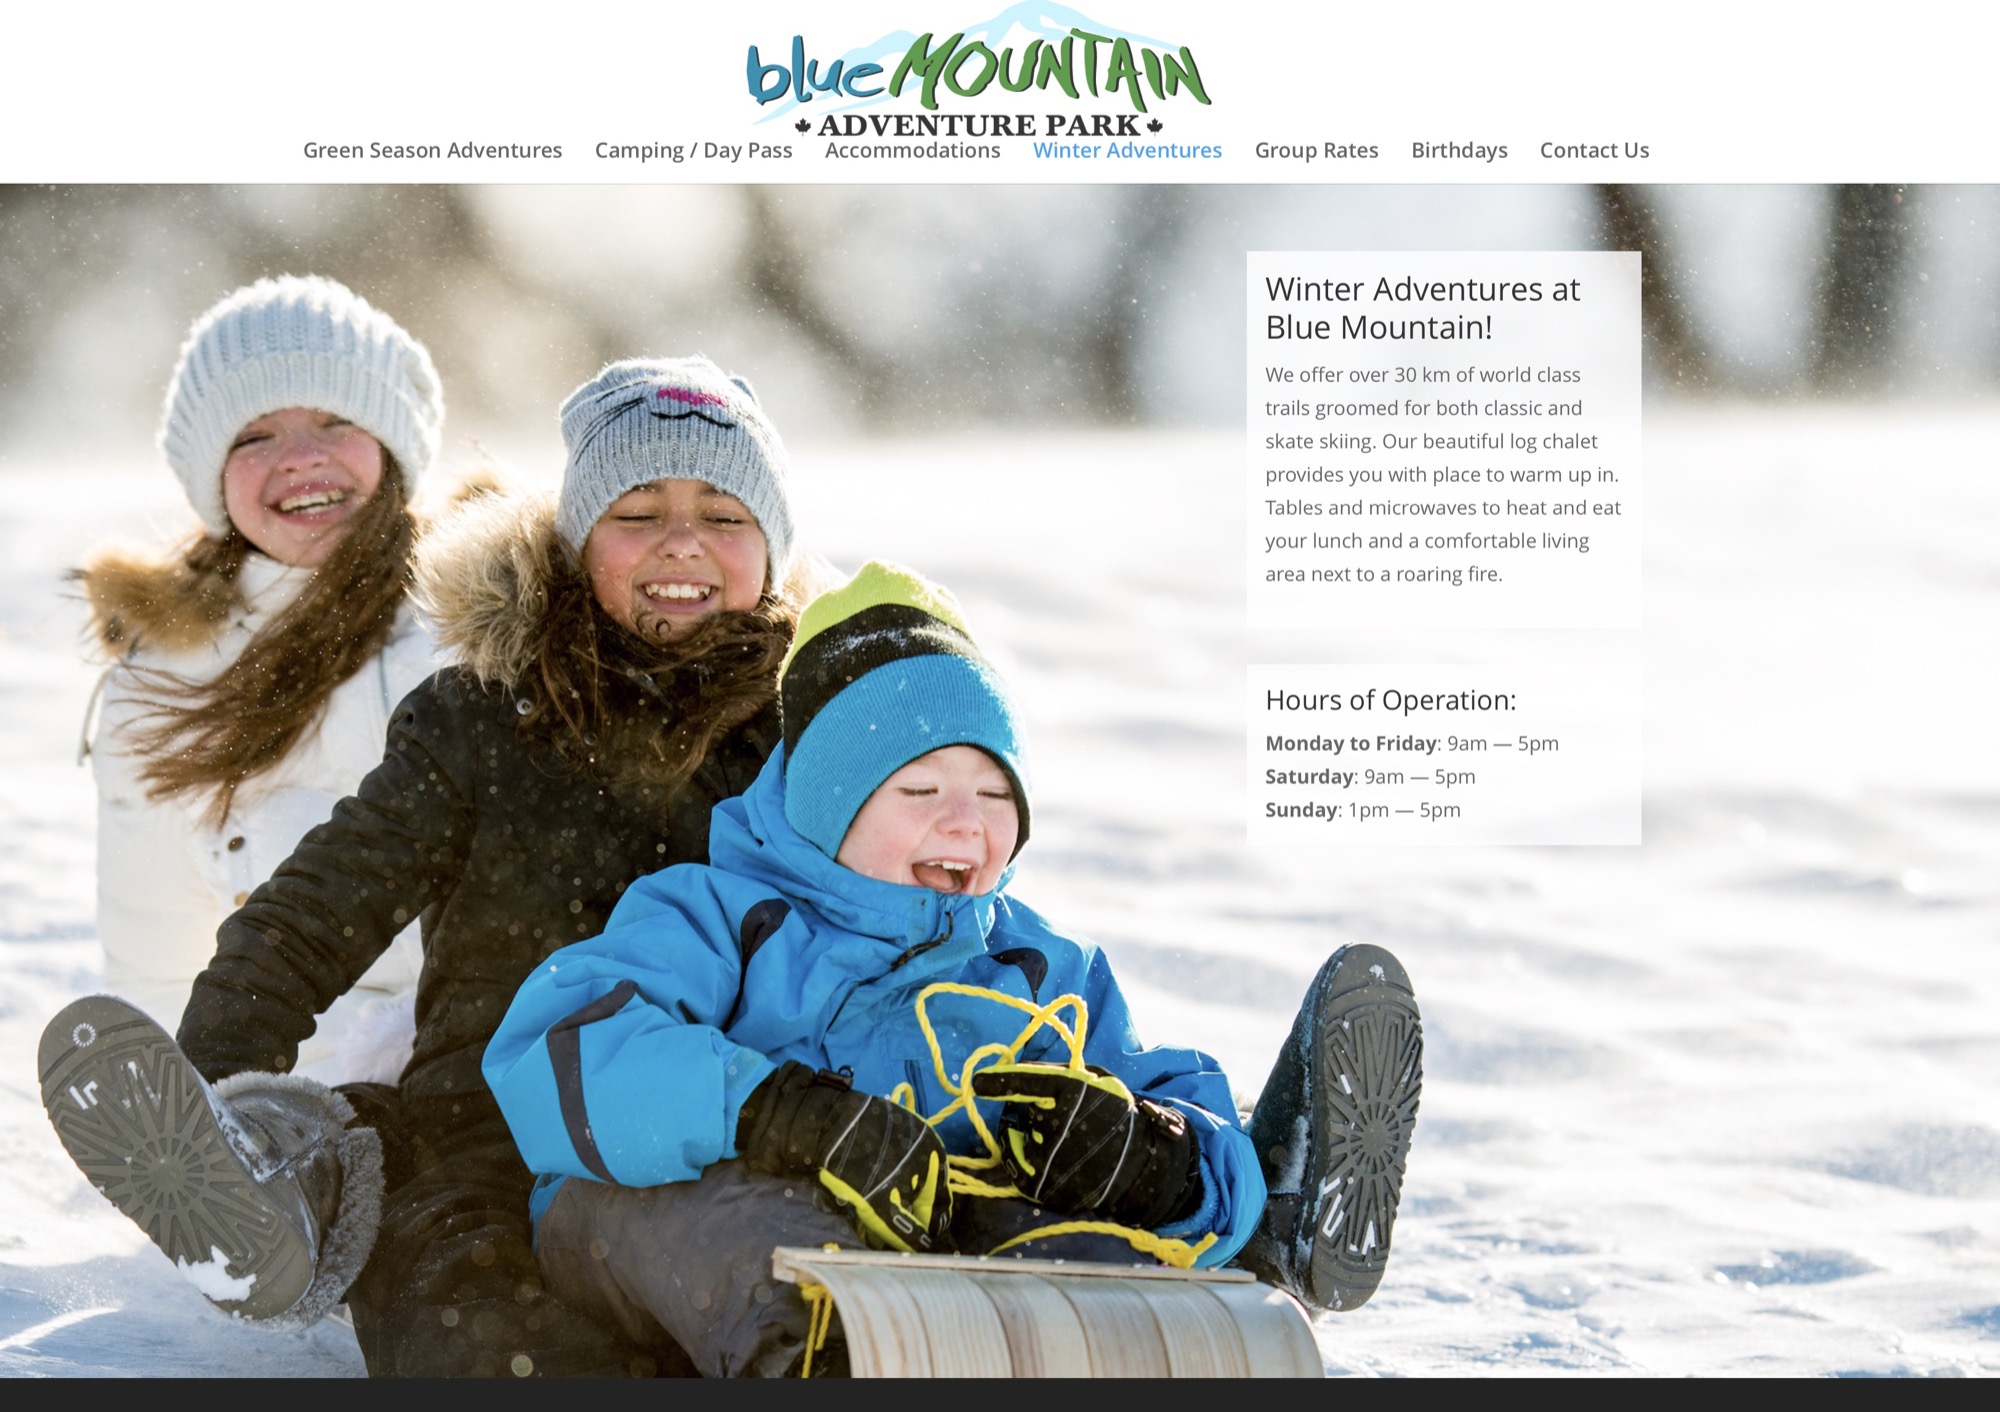 blue MOUNTAIN
ADVENTURE PARK
Green Season Adventures Camping / Day Pass Accommodations Winter Adventures Group Rates Birthdays Contact Us
Winter Adventures at
Blue Mountain!
We offer over 30 km of world class
trails groomed for both classic and
skate skiing. Our beautiful log chalet
provides you with place to warm up in.
Tables and microwaves to heat and eat
your lunch and a comfortable living
area next to a roaring fire.
Hours of Operation:
Monday to Friday: 9am — 5pm
Saturday: 9am — 5pm
Sunday: 1pm — 5pm